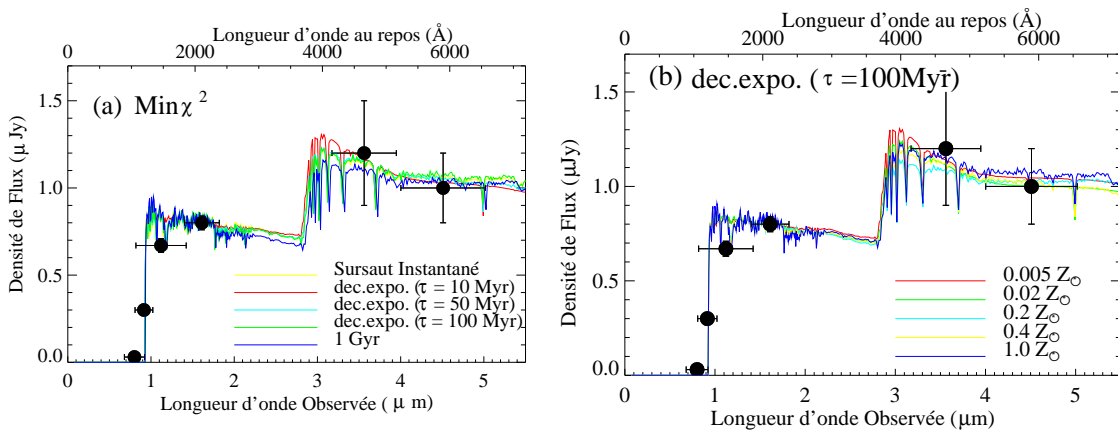 Longueur d'onde au repos (Å)
0 2000 4000 6000
(a) Min χ²
Densité de Flux (μ Jy)
1.5
1.0
0.5
0.0
Sursaut Instantané
dec.expo. (τ = 10 Myr)
dec.expo. (τ = 50 Myr)
dec.expo. (τ = 100 Myr)
1 Gyr
0 1 2 3 4 5
Longueur d'onde Observée (μ m)
Longueur d'onde au repos (Å)
0 2000 4000 6000
(b) dec.expo. (τ =100Myr)
Densité de Flux (μJy)
1.5
1.0
0.5
0.0
0.005 Z☉
0.02 Z☉
0.2 Z☉
0.4 Z☉
1.0 Z☉
0 1 2 3 4 5
Longueur d'onde Observée (μm)